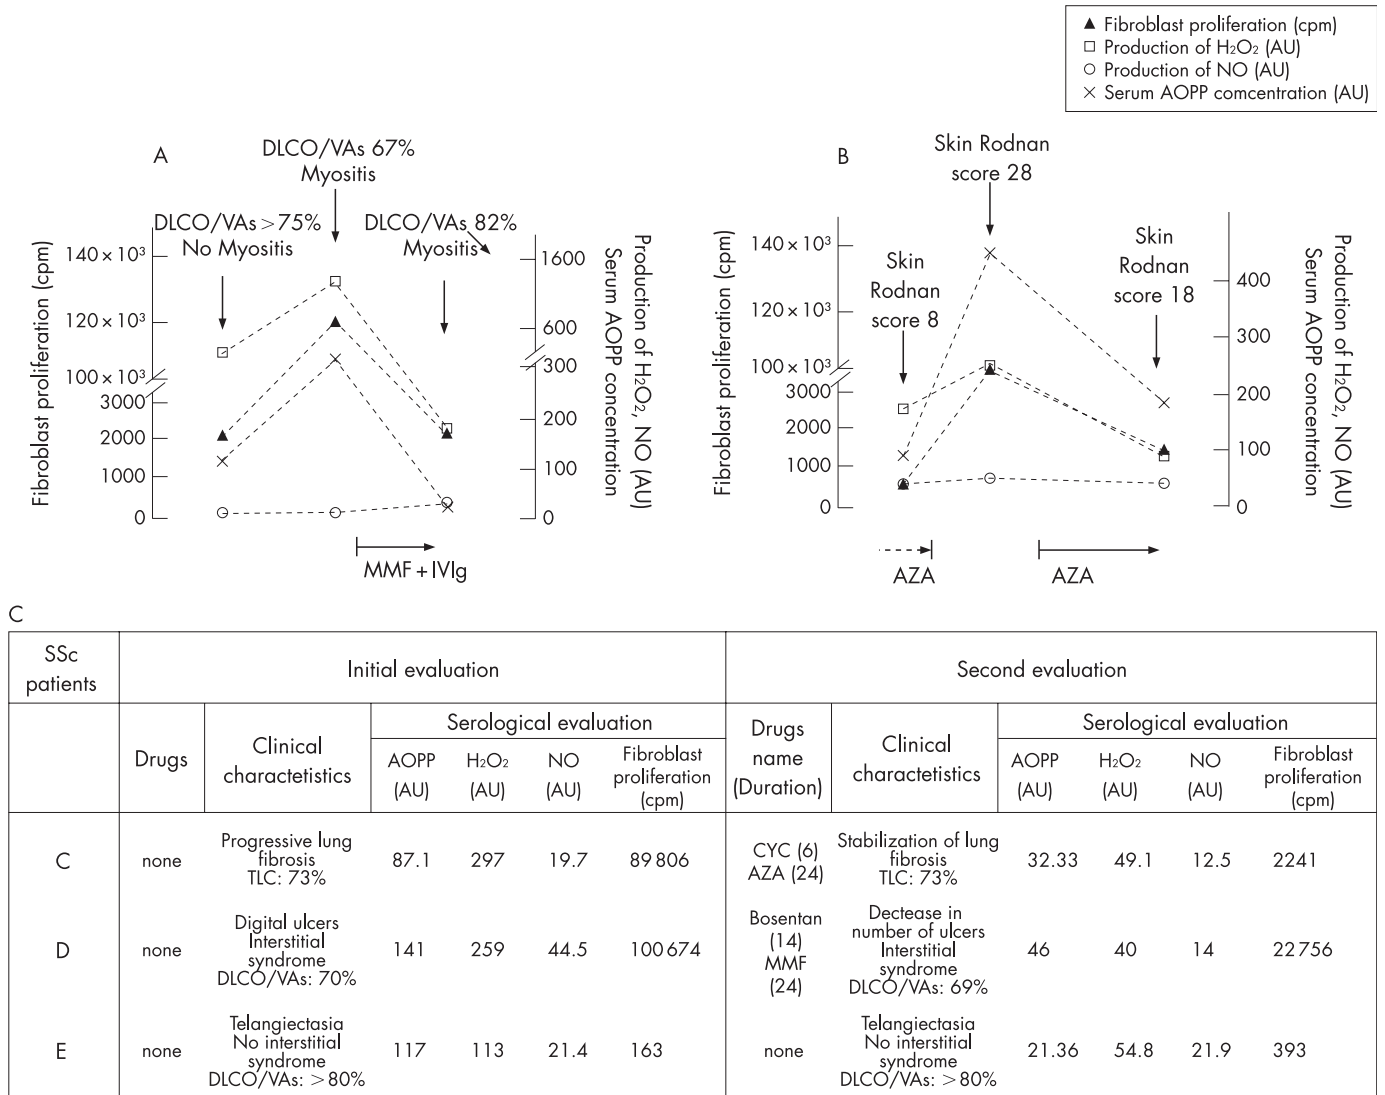 Fibroblast proliferation (cpm)
Production of H₂O₂ (AU)
Production of NO (AU)
Serum AOPP comcentration (AU)
A
DLCO/VAs 67%
Myositis
DLCO/VAs >75%
No Myositis
DLCO/VAs 82%
Myositis
Fibroblast proliferation (cpm)
140 × 10³
120 × 10³
100 × 10³
3000
2000
1000
0
1600
600
300
200
100
0
Production of H₂O₂, NO (AU)
Serum AOPP concentration
MMF + IVIg
B
Skin Rodnan
score 28
Skin
Rodnan
score 8
Skin
Rodnan
score 18
Fibroblast proliferation (cpm)
140 × 10³
120 × 10³
100 × 10³
3000
2000
1000
0
400
300
200
100
0
Production of H₂O₂, NO (AU)
Serum AOPP concentration
AZA
AZA
C
SSc
patients
Initial evaluation
Second evaluation
Drugs
Clinical
charactetistics
Serological evaluation
AOPP
(AU)
H₂O₂
(AU)
NO
(AU)
Fibroblast
proliferation
(cpm)
Drugs
name
(Duration)
Clinical
charactetistics
Serological evaluation
AOPP
(AU)
H₂O₂
(AU)
NO
(AU)
Fibroblast
proliferation
(cpm)
C
none
Progressive lung
fibrosis
TLC: 73%
87.1
297
19.7
89 806
CYC (6)
AZA (24)
Stabilization of lung
fibrosis
TLC: 73%
32.33
49.1
12.5
2241
D
none
Digital ulcers
Interstitial
syndrome
DLCO/VAs: 70%
141
259
44.5
100 674
Bosentan
(14)
MMF
(24)
Dectease in
number of ulcers
Interstitial
syndrome
DLCO/VAs: 69%
46
40
14
22 756
E
none
Telangiectasia
No interstitial
syndrome
DLCO/VAs: >80%
117
113
21.4
163
none
Telangiectasia
No interstitial
syndrome
DLCO/VAs: >80%
21.36
54.8
21.9
393